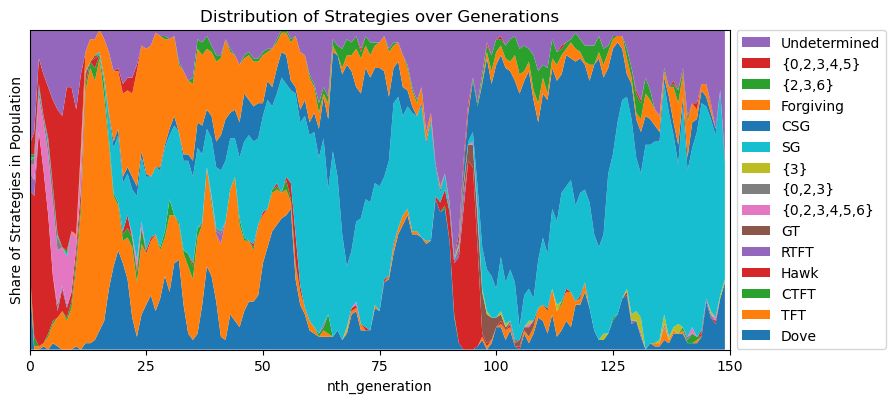 Distribution of Strategies over Generations
Share of Strategies in Population
0
25
50
75
100
125
150
nth_generation
Undetermined
{0,2,3,4,5}
{2,3,6}
Forgiving
CSG
SG
{3}
{0,2,3}
{0,2,3,4,5,6}
GT
RTFT
Hawk
CTFT
TFT
Dove